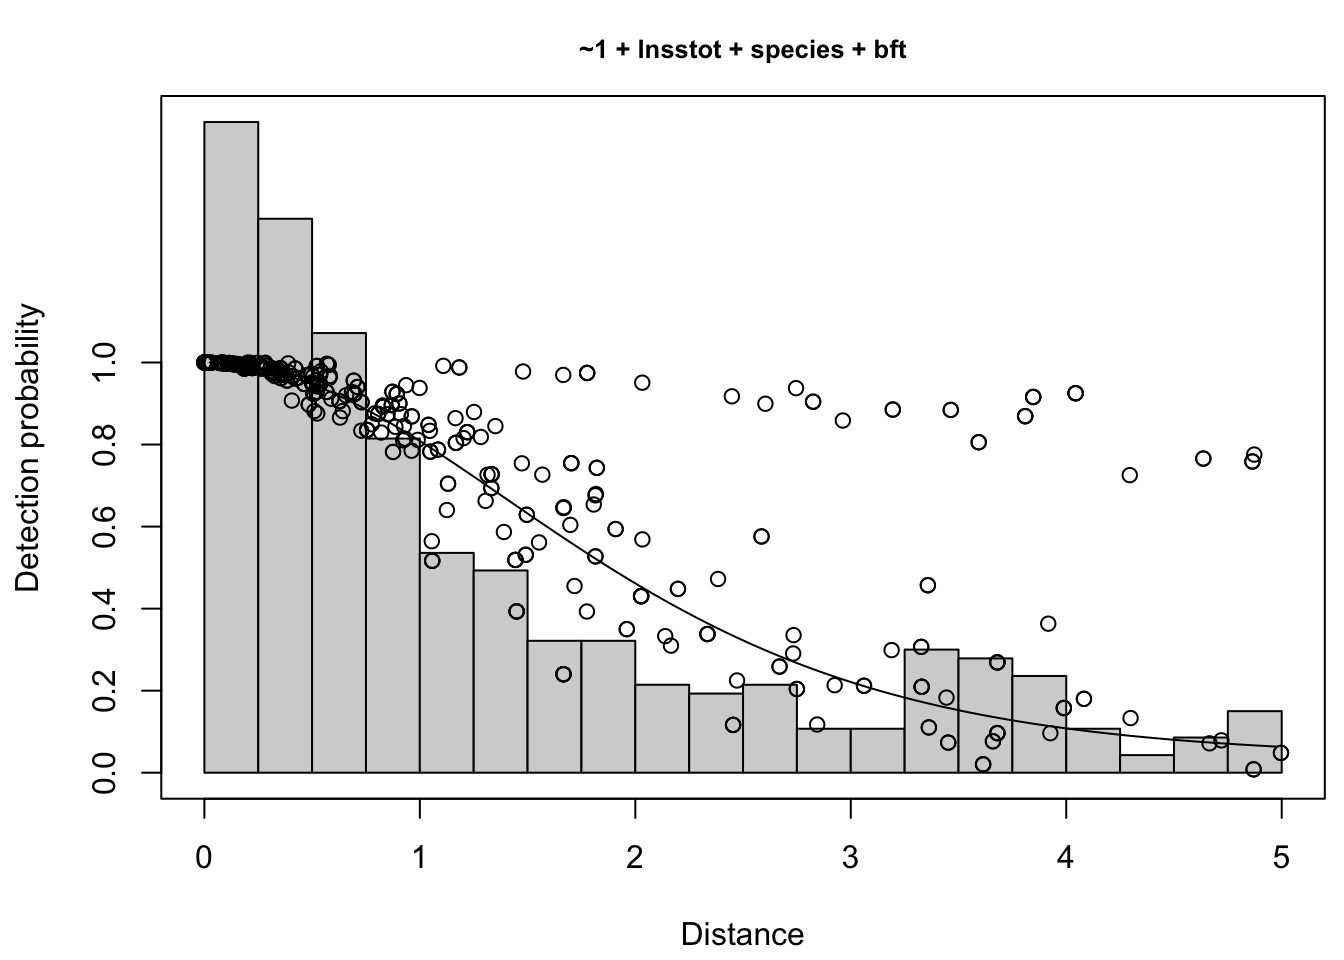 ~1 + lnsstot + species + bft
Detection probability
1.0
0.8
0.6
0.4
0.2
0.0
0 1 2 3 4 5
Distance